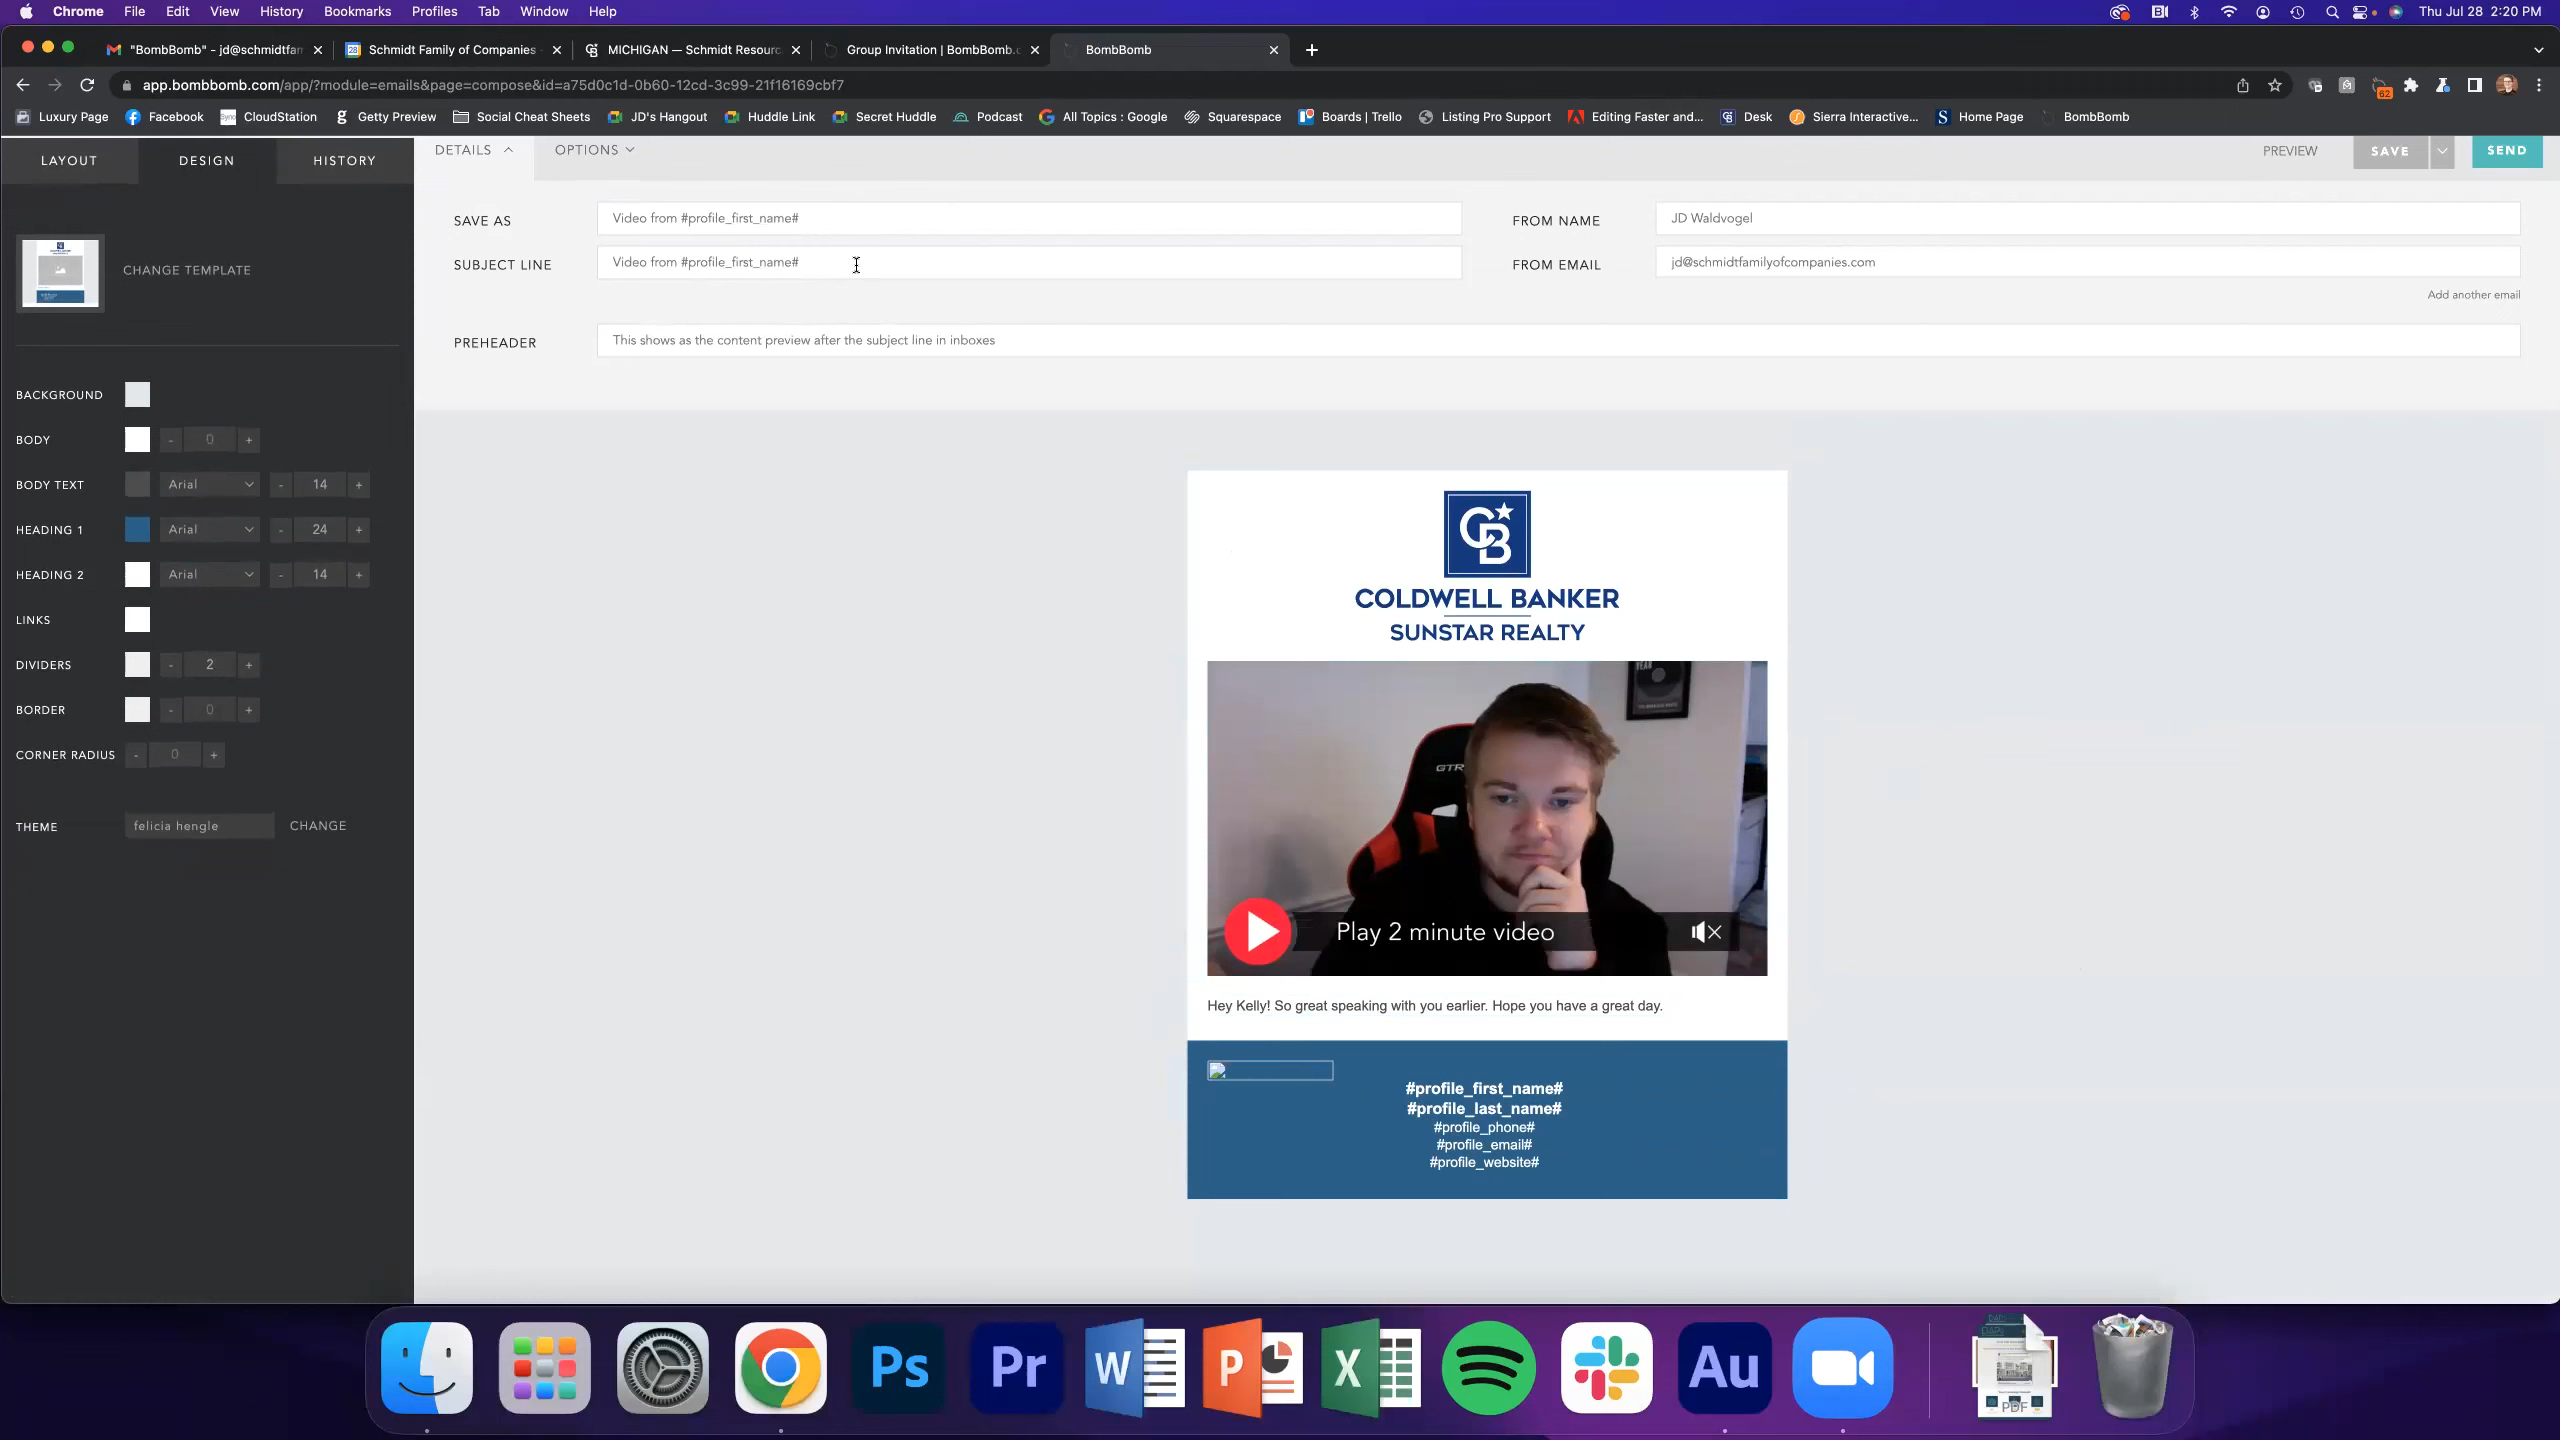 Chrome File Edit View History Bookmarks Profiles Tab Window Help Thu Jul 28 2:20 PM
"BombBomb" - jd@schmidtfam Schmidt Family of Companies - MICHIGAN — Schmidt Resourc Group Invitation | BombBomb.c BombBomb
app.bombbomb.com/app/?module=emails&page=compose&id=a75d0c1d-0b60-12cd-3c99-21f16169cbf7 62
Luxury Page Facebook CloudStation Getty Preview Social Cheat Sheets JD's Hangout Huddle Link Secret Huddle Podcast All Topics : Google Squarespace Boards | Trello Listing Pro Support Editing Faster and... Desk Sierra Interactive... Home Page BombBomb
LAYOUT DESIGN HISTORY DETAILS OPTIONS PREVIEW SAVE SEND
SAVE AS Video from #profile_first_name# FROM NAME JD Waldvogel
SUBJECT LINE Video from #profile_first_name# FROM EMAIL jd@schmidtfamilyofcompanies.com
Add another email
PREHEADER This shows as the content preview after the subject line in inboxes
CHANGE TEMPLATE
BACKGROUND
BODY - 0 +
BODY TEXT Arial - 14 +
HEADING 1 Arial - 24 +
HEADING 2 Arial - 14 +
LINKS
DIVIDERS - 2 +
BORDER - 0 +
CORNER RADIUS - 0 +
THEME felicia hengle CHANGE
CB
COLDWELL BANKER
SUNSTAR REALTY
YEAR
GTR
Play 2 minute video
Hey Kelly! So great speaking with you earlier. Hope you have a great day.
#profile_first_name#
#profile_last_name#
#profile_phone#
#profile_email#
#profile_website#
Ps Pr W P X Au PDF